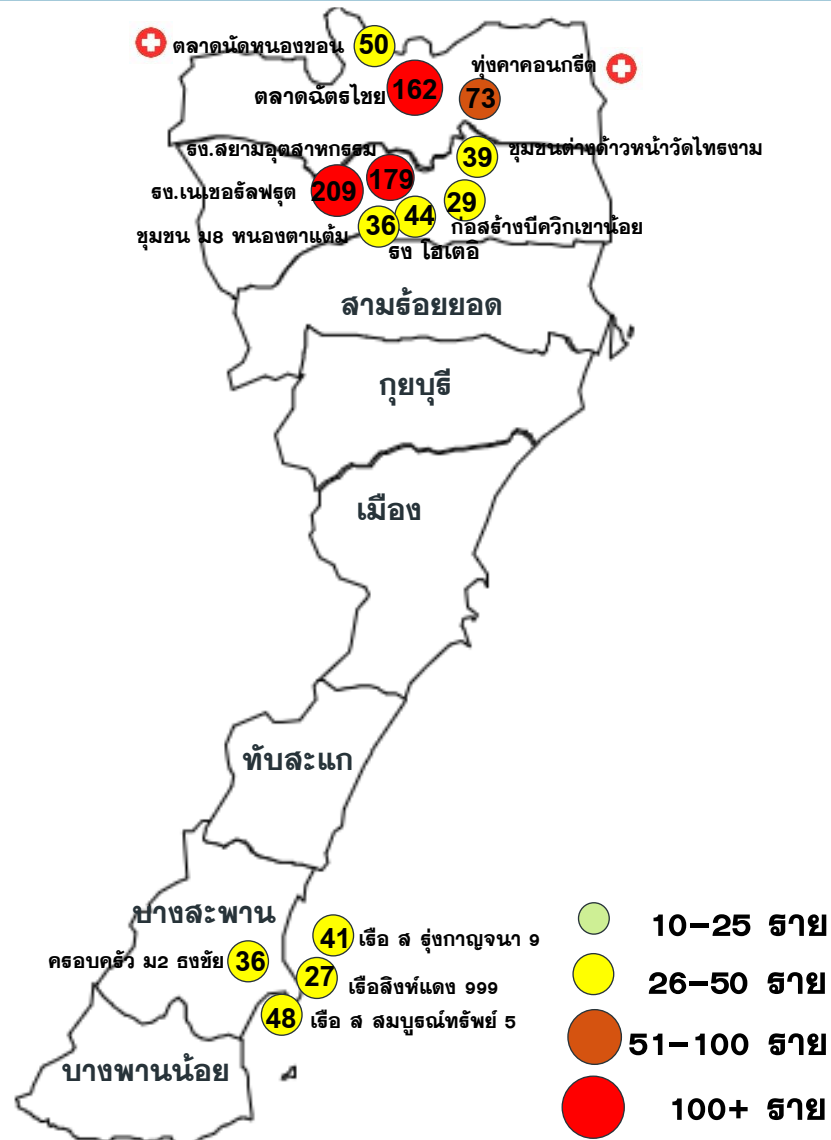 ตลาดนัดหนองขอน 50
ทุ่งคาคอนกรีต
ตลาดฉัตรไชย 162
73
รง.สยามอุตสาหกรรม
39 ชุมชนต่างด้าวหน้าวัดไทรงาม
รง.เนเชอรัลฟรุต 209
179
29
ก่อสร้างบีควิกเขาน้อย
ชุมชน ม8 หนองตาแต้ม 36
44
รง โฮเตอิ
สามร้อยยอด
กุยบุรี
เมือง
ทับสะแก
บางสะพาน
41 เรือ ส รุ่งกาญจนา 9
ครอบครัว ม2 ธงชัย 36
27 เรือสิงห์แดง 999
48 เรือ ส สมบูรณ์ทรัพย์ 5
บางพานน้อย
10-25 ราย
26-50 ราย
51-100 ราย
100+ ราย